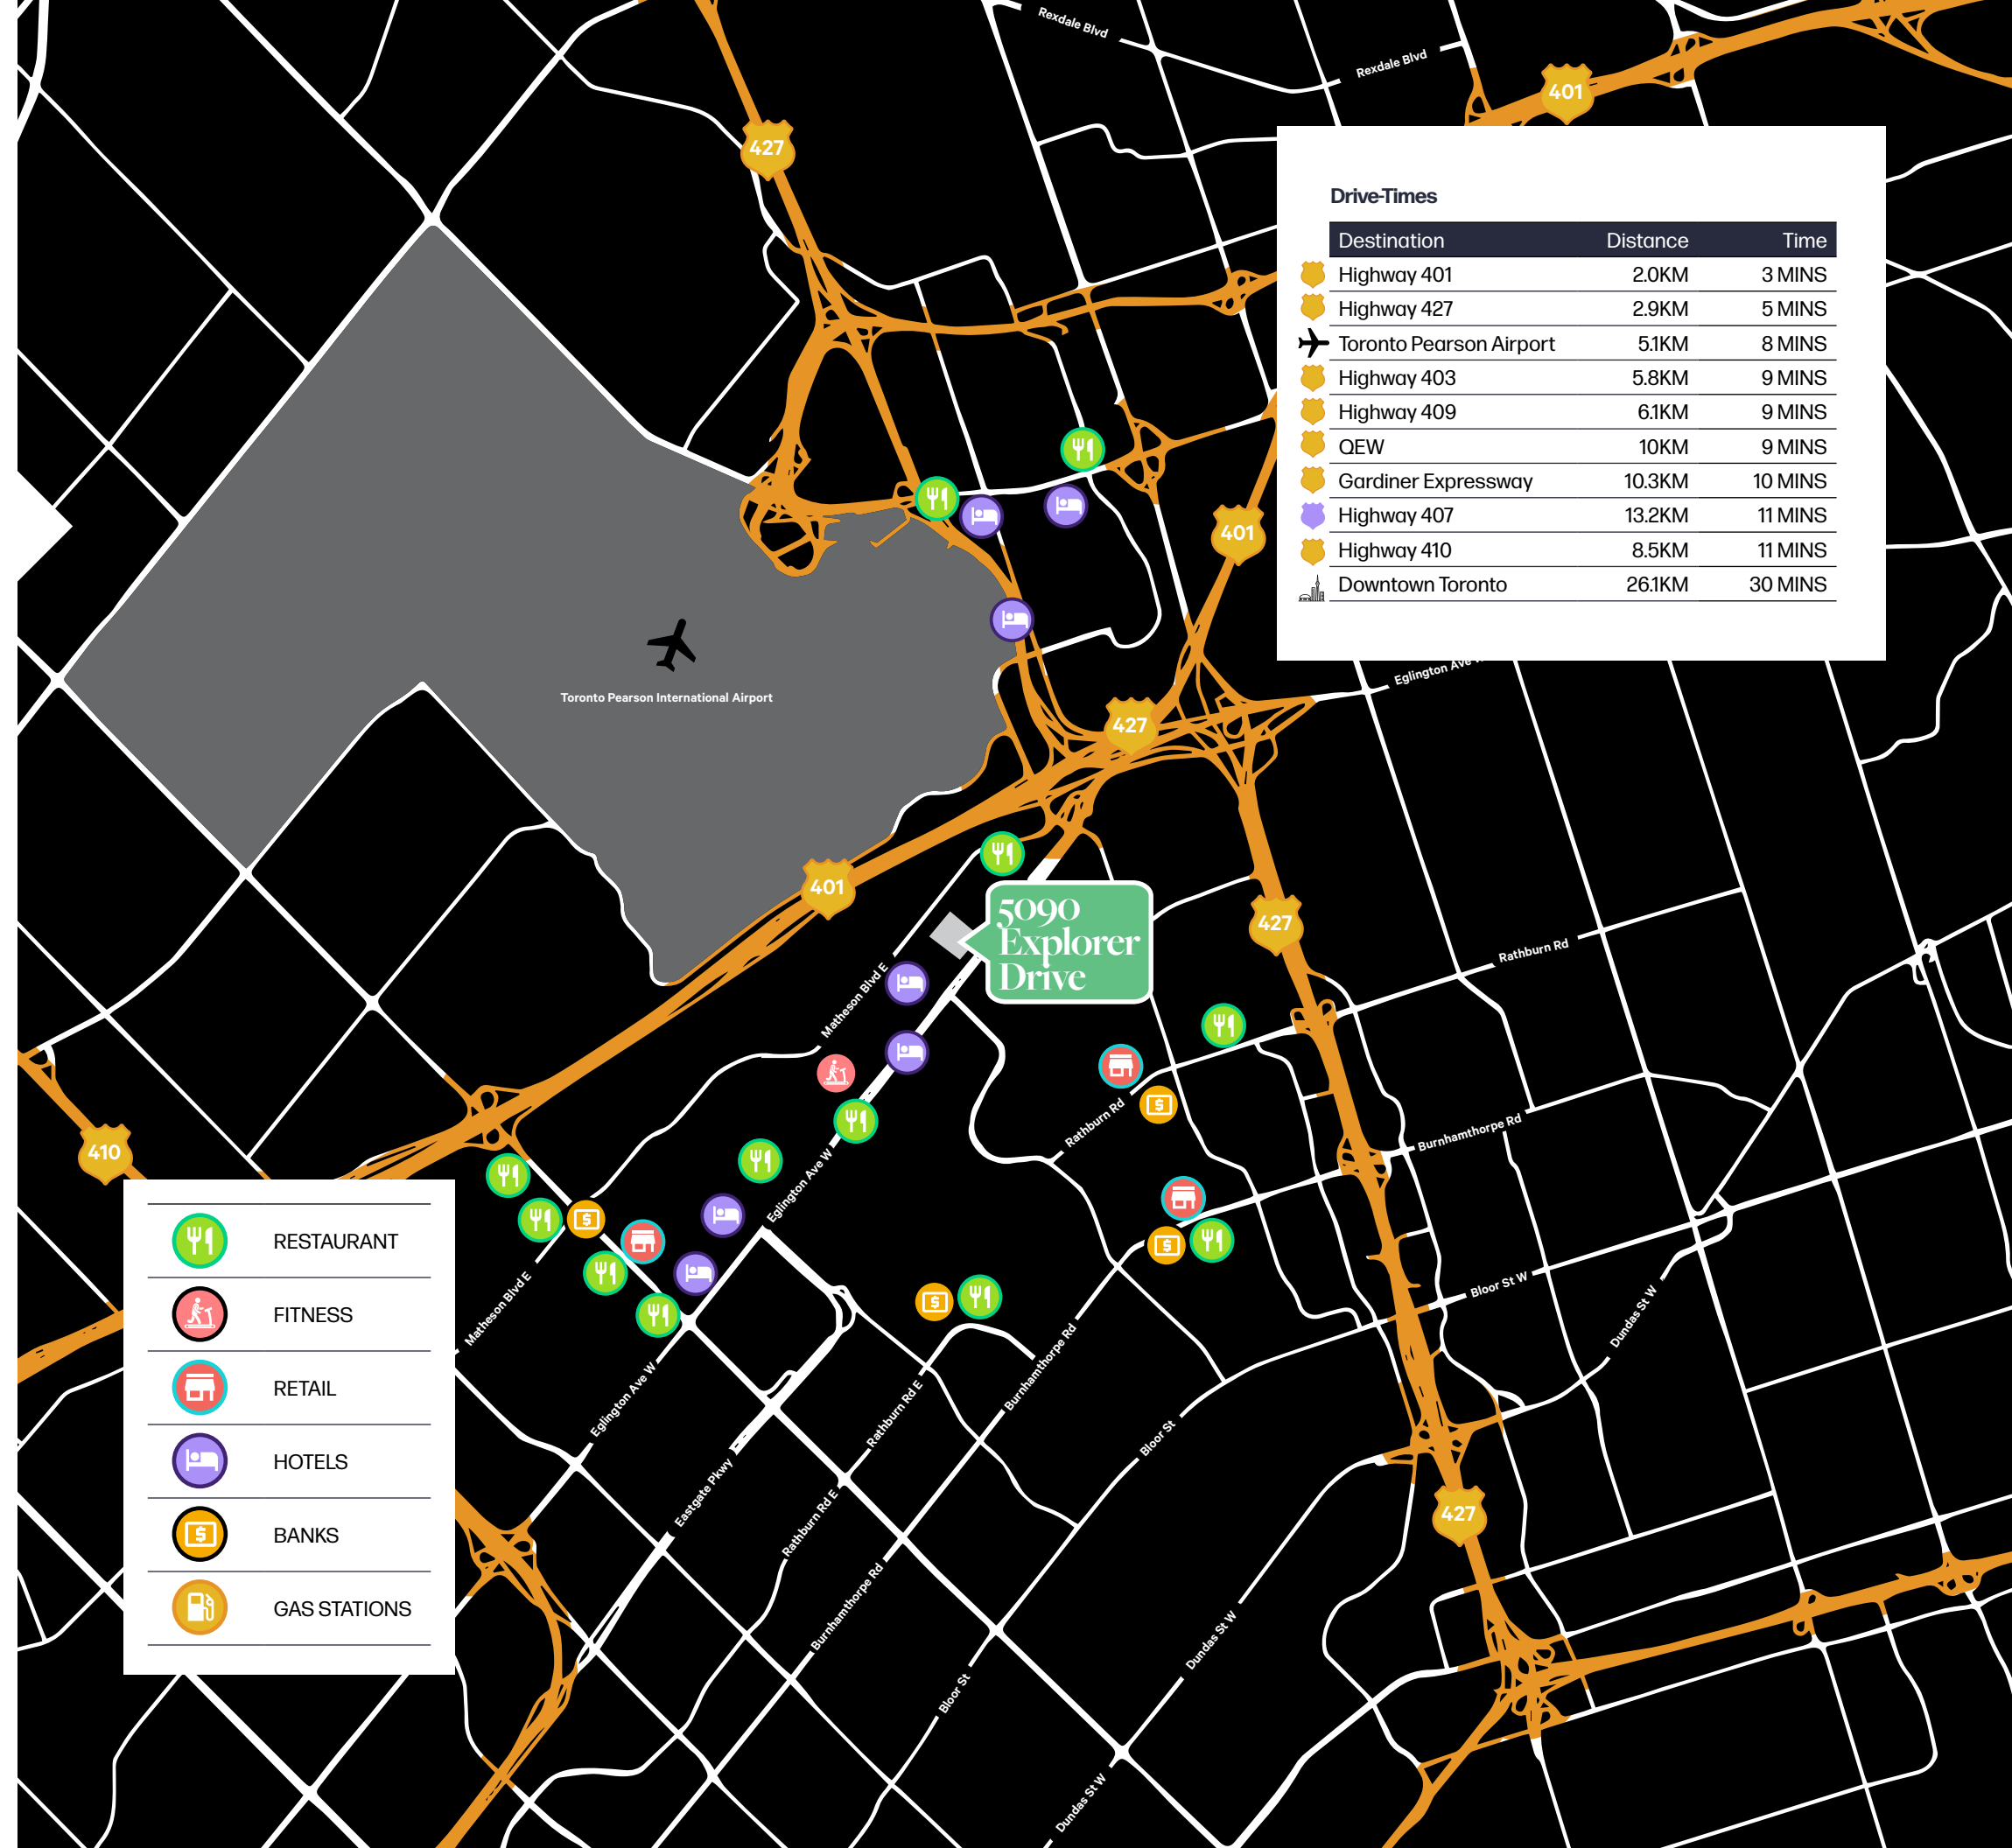 Rexdale Blvd
Rexdale Blvd
401
427
Drive-Times
Destination Distance Time
Highway 401 2.0KM 3 MINS
Highway 427 2.9KM 5 MINS
Toronto Pearson Airport 5.1KM 8 MINS
Highway 403 5.8KM 9 MINS
Highway 409 6.1KM 9 MINS
QEW 10KM 9 MINS
Gardiner Expressway 10.3KM 10 MINS
Highway 407 13.2KM 11 MINS
Highway 410 8.5KM 11 MINS
Downtown Toronto 26.1KM 30 MINS
401
Eglington Ave
Toronto Pearson International Airport
427
401
5090
Explorer
Drive
427
Rathburn Rd
Matheson Blvd E
Rathburn Rd
Burnhamthorpe Rd
410
Eglington Ave W
RESTAURANT
FITNESS
RETAIL
HOTELS
BANKS
GAS STATIONS
Matheson Blvd E
Bloor St W
Dundas St W
Burnhamthorpe Rd
Eglington Ave W
Rathburn Rd E
Bloor St
Eastgate Pkwy
Rathburn Rd E
427
Burnhamthorpe Rd
Dundas St W
Bloor St
Dundas St W